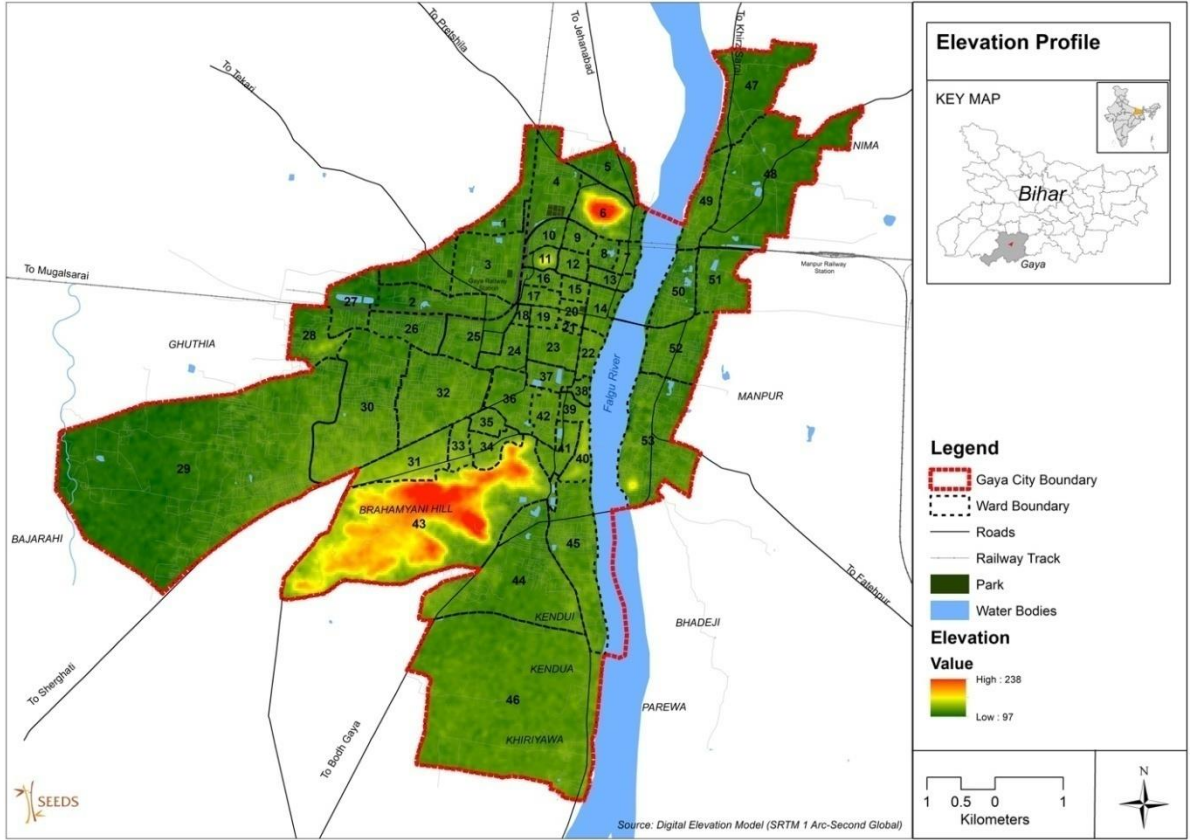 Elevation Profile
KEY MAP
Bihar
Gaya
To Pretshila
To Jehanabad
To Tekari
47
NIMA
5
4
48
6
49
1
10
9
8
7
11
12
3
Gaya Railway
Station
16
13
15
Manpur Railway
Station
To Mugalsarai
50
51
2
27
17
14
20
18
19
21
28
26
25
GHUTHIA
24
23
22
52
Falgu River
37
38
30
32
36
39
MANPUR
42
35
33
34
41
53
31
40
29
BRAHAMYANI HILL
43
BAJARAHI
45
44
To Fatehpur
KENDUI
BHADEJI
KENDUA
To Sherghati
46
PAREWA
KHIRIYAWA
To Bodh Gaya
Legend
Gaya City Boundary
Ward Boundary
Roads
Railway Track
Park
Water Bodies
Elevation
Value
High : 238
Low : 97
1 0.5 0 1
Kilometers
N
SEEDS
Source: Digital Elevation Model (SRTM 1 Arc-Second Global)